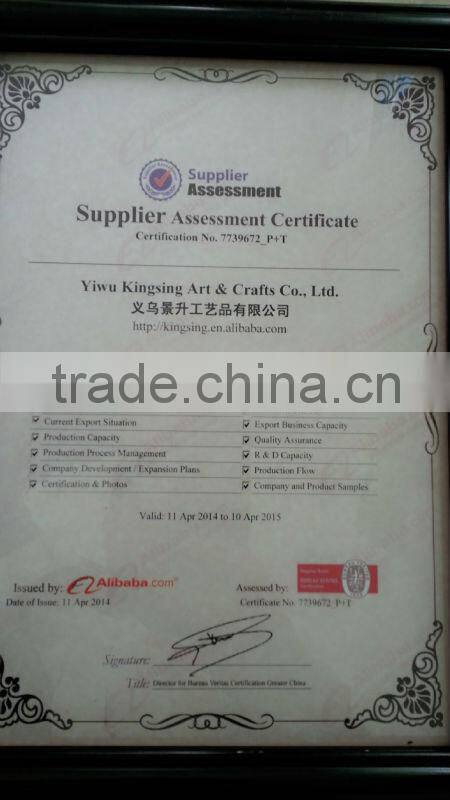 Supplier
Assessment
Supplier Assessment Certificate
Certification No. 7739672_P+T
Yiwu Kingsing Art & Crafts Co., Ltd.
义乌景升工艺品有限公司
http://kingsing.en.alibaba.com
trade.china.cn
Current Export Situation
Export Business Capacity
Production Capacity
Quality Assurance
Production Process Management
R & D Capacity
Company Development / Expansion Plans
Production Flow
Certification & Photos
Company and Product Samples
Valid: 11 Apr 2014 to 10 Apr 2015
Issued by: Alibaba.com
Assessed by:
Date of Issue: 11 Apr 2014
Certificate No. 7739672_P+T
Signature:
Title: Director for Bureau Veritas Certification Greater China